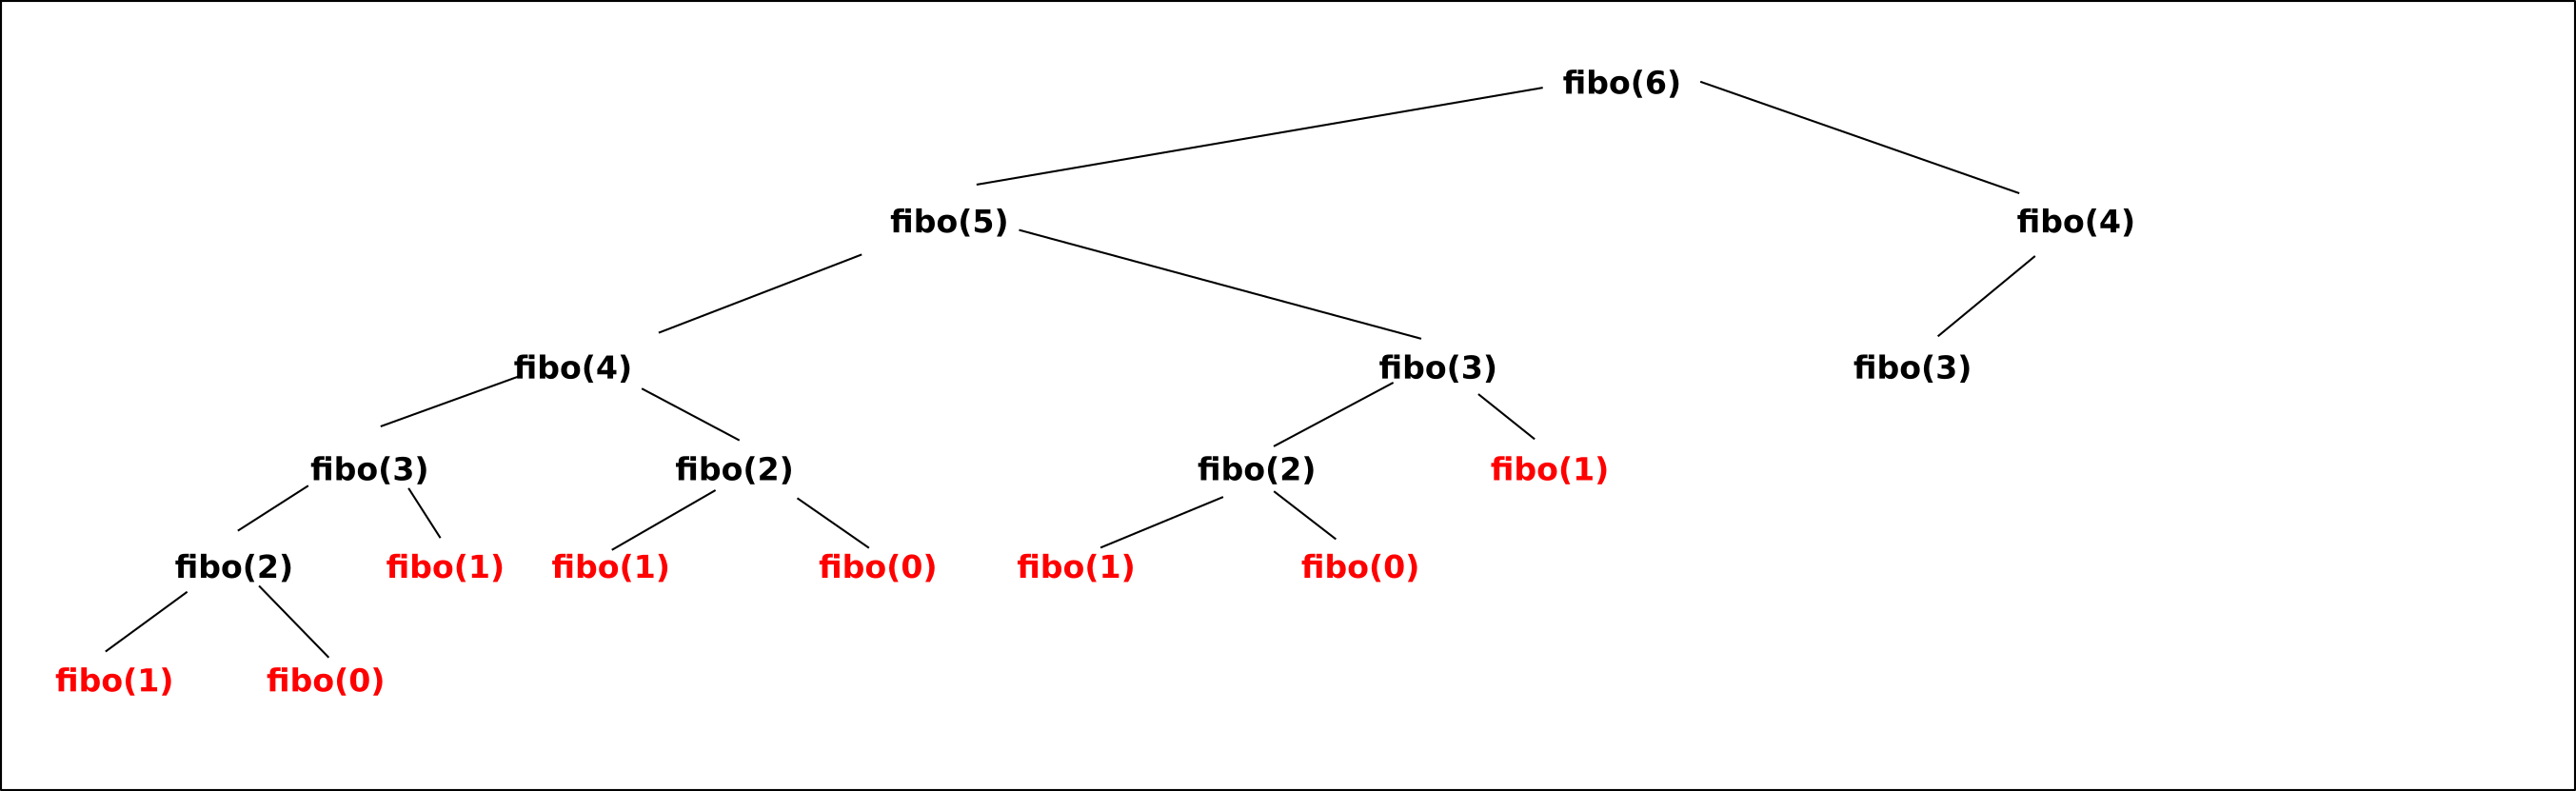 fibo(6)
fibo(5) fibo(4)
fibo(4) fibo(3) fibo(3)
fibo(3) fibo(2) fibo(2) fibo(1)
fibo(2) fibo(1) fibo(1) fibo(0) fibo(1) fibo(0)
fibo(1) fibo(0)